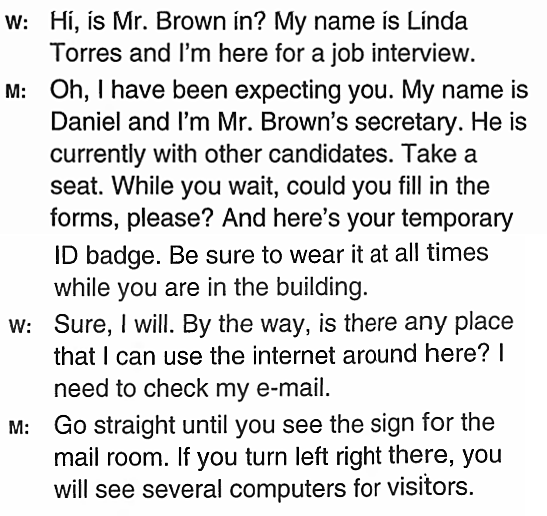 W: Hi, is Mr. Brown in? My name is Linda
Torres and I'm here for a job interview.
M: Oh, I have been expecting you. My name is
Daniel and I'm Mr. Brown's secretary. He is
currently with other candidates. Take a
seat. While you wait, could you fill in the
forms, please? And here's your temporary
ID badge. Be sure to wear it at all times
while you are in the building.
W: Sure, I will. By the way, is there any place
that I can use the internet around here? I
need to check my e-mail.
M: Go straight until you see the sign for the
mail room. If you turn left right there, you
will see several computers for visitors.